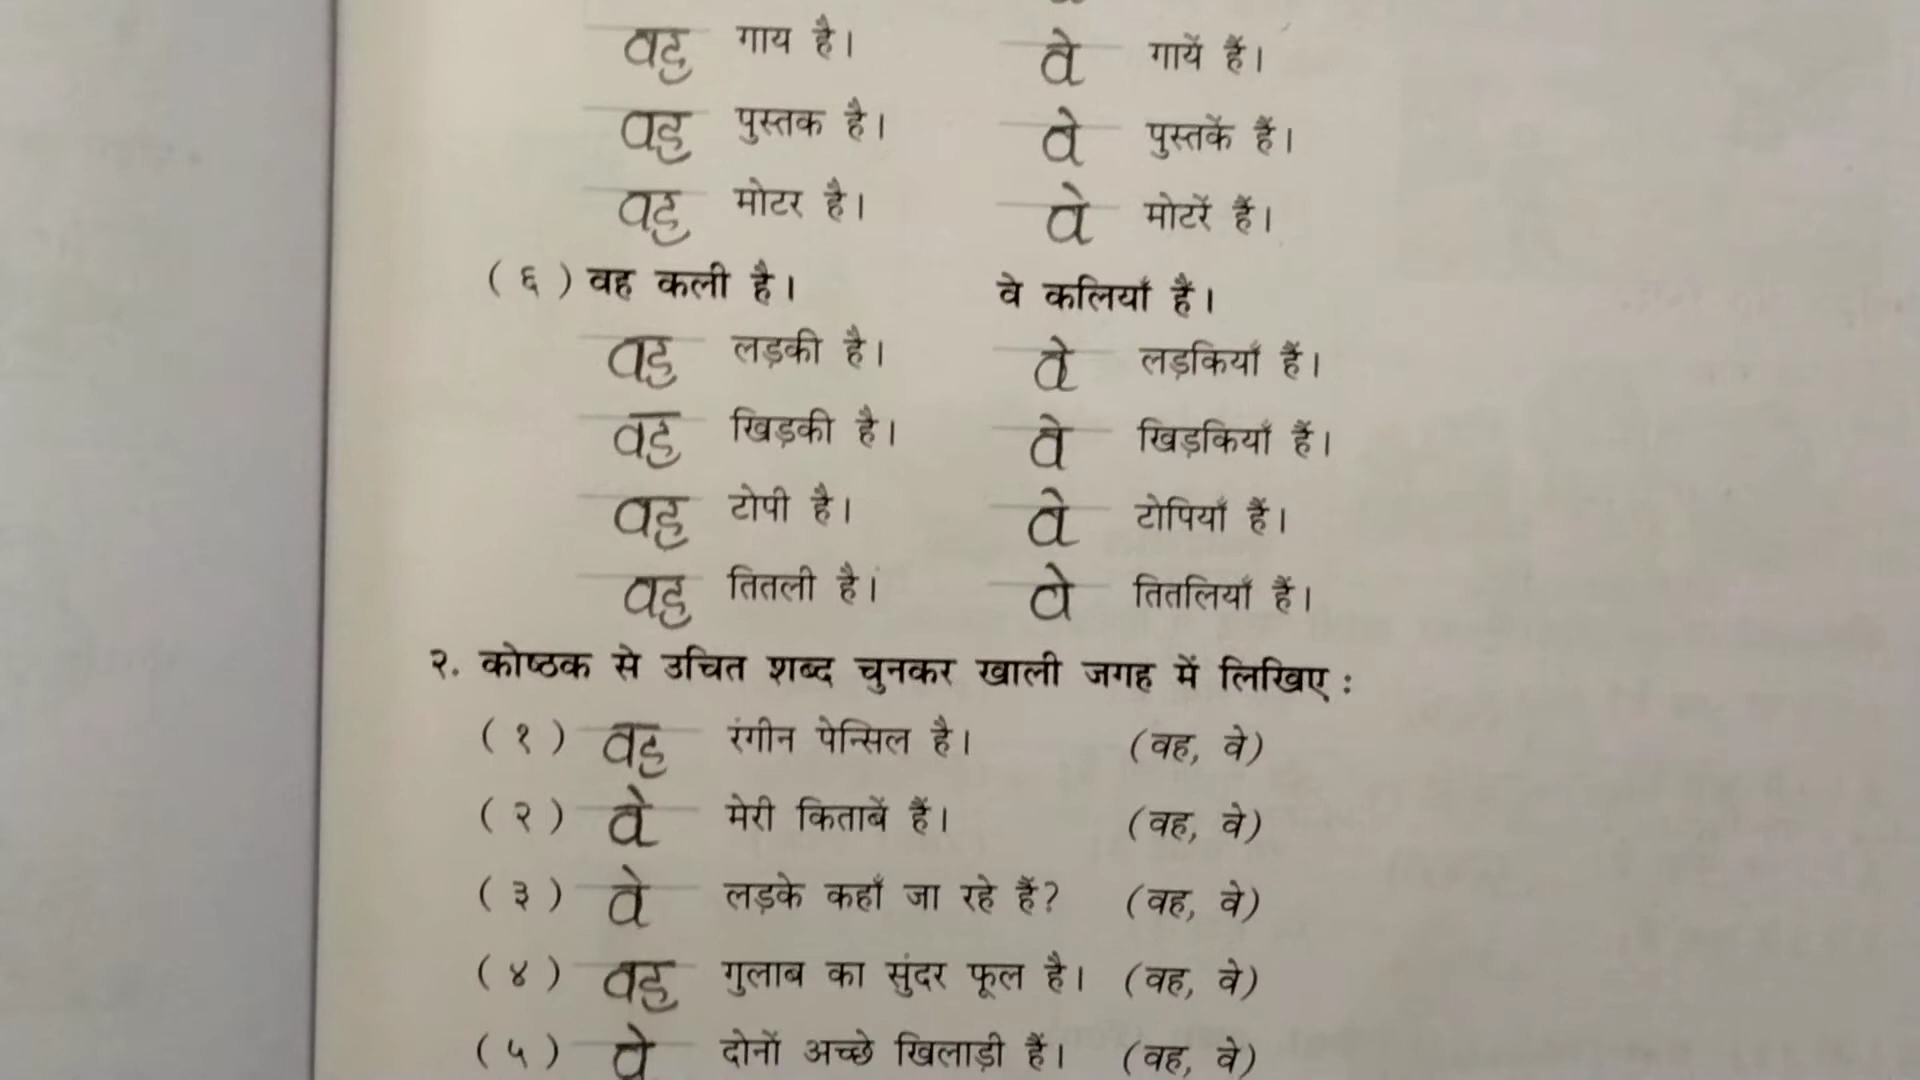 वह गाय है। वे गायें हैं।
वह पुस्तक है। वे पुस्तकें हैं।
वह मोटर है। वे मोटरें हैं।
( ६ ) वह कली है। वे कलियाँ हैं।
वह लड़की है। वे लड़कियाँ हैं।
वह खिड़की है। वे खिड़कियाँ हैं।
वह टोपी है। वे टोपियाँ हैं।
वह तितली है। वे तितलियाँ हैं।
२. कोष्ठक से उचित शब्द चुनकर खाली जगह में लिखिए :
( १ ) वह रंगीन पेन्सिल है। (वह, वे)
( २ ) वे मेरी किताबें हैं। (वह, वे)
( ३ ) वे लड़के कहाँ जा रहे हैं? (वह, वे)
( ४ ) वह गुलाब का सुंदर फूल है। (वह, वे)
( ५ ) वे दोनों अच्छे खिलाड़ी हैं। (वह, वे)